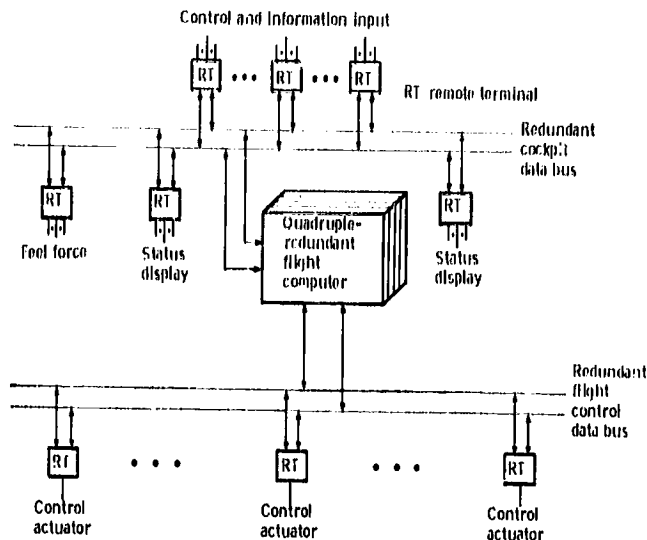 Control and information input
RT
RT
RT
RT remote terminal
Redundant
cockpit
data bus
RT
RT
RT
Feel force
Status
display
Quadruple-
redundant
flight
computer
Status
display
Redundant
flight
control
data bus
RT
RT
RT
Control
actuator
Control
actuator
Control
actuator